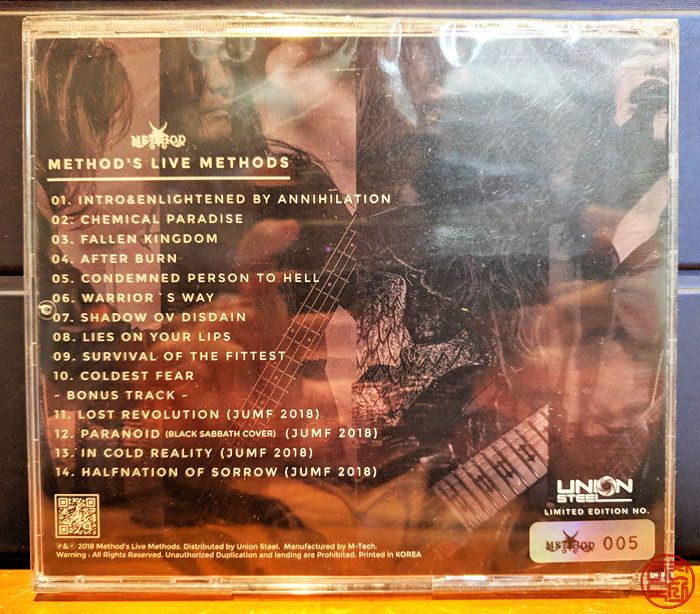 METHOD
METHOD'S LIVE METHODS
01. INTRO&ENLIGHTENED BY ANNIHILATION
02. CHEMICAL PARADISE
03. FALLEN KINGDOM
04. AFTER BURN
05. CONDEMNED PERSON TO HELL
06. WARRIOR`S WAY
07. SHADOW OV DISDAIN
08. LIES ON YOUR LIPS
09. SURVIVAL OF THE FITTEST
10. COLDEST FEAR
- BONUS TRACK -
11. LOST REVOLUTION (JUMF 2018)
12. PARANOID (BLACK SABBATH COVER) (JUMF 2018)
13. IN COLD REALITY (JUMF 2018)
14. HALFNATION OF SORROW (JUMF 2018)
UNION
STEEL
LIMITED EDITION NO.
METHOD 005
℗&© 2018 Method's Live Methods. Distributed by Union Steel. Manufactured by M-Tech.
Warning : All Rights Reserved. Unauthorized Duplication and lending are Prohibited. Printed in KOREA